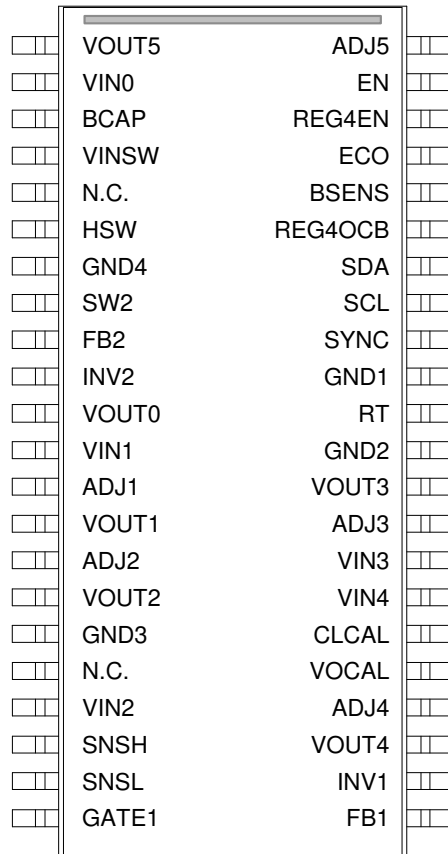 VOUT5 ADJ5
VIN0 EN
BCAP REG4EN
VINSW ECO
N.C. BSENS
HSW REG4OCB
GND4 SDA
SW2 SCL
FB2 SYNC
INV2 GND1
VOUT0 RT
VIN1 GND2
ADJ1 VOUT3
VOUT1 ADJ3
ADJ2 VIN3
VOUT2 VIN4
GND3 CLCAL
N.C. VOCAL
VIN2 ADJ4
SNSH VOUT4
SNSL INV1
GATE1 FB1